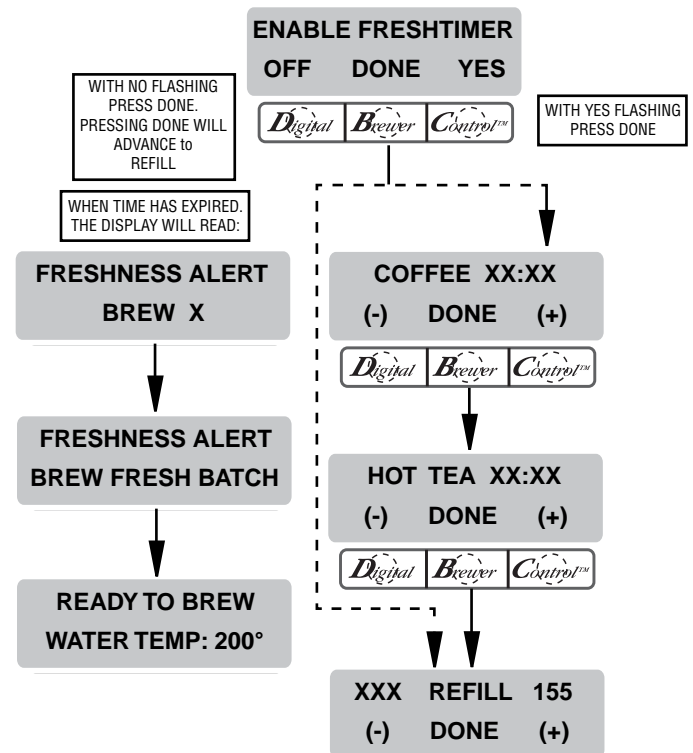 ENABLE FRESHTIMER
OFF DONE YES
WITH NO FLASHING
PRESS DONE.
PRESSING DONE WILL
ADVANCE to
REFILL
Digital Brewer Control™
WITH YES FLASHING
PRESS DONE
WHEN TIME HAS EXPIRED.
THE DISPLAY WILL READ:
FRESHNESS ALERT
BREW X
FRESHNESS ALERT
BREW FRESH BATCH
READY TO BREW
WATER TEMP: 200°
COFFEE XX:XX
(-) DONE (+)
Digital Brewer Control™
HOT TEA XX:XX
(-) DONE (+)
Digital Brewer Control™
XXX REFILL 155
(-) DONE (+)